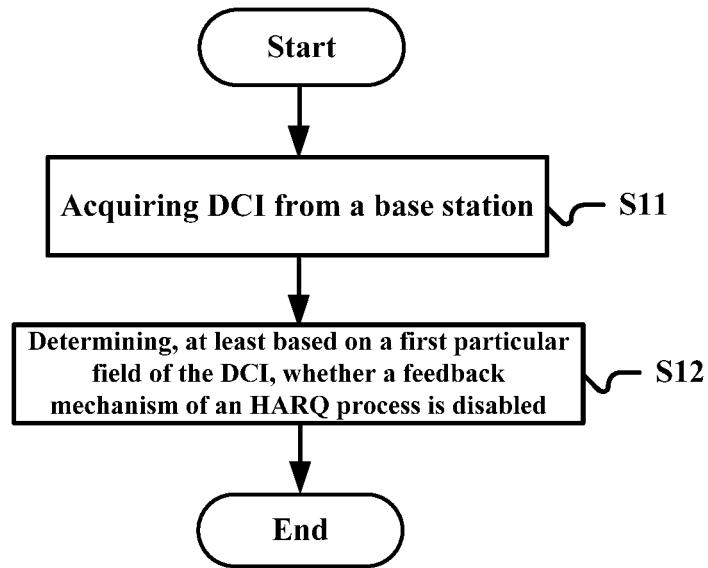 Start
Acquiring DCI from a base station
S11
Determining, at least based on a first particular
field of the DCI, whether a feedback
mechanism of an HARQ process is disabled
S12
End